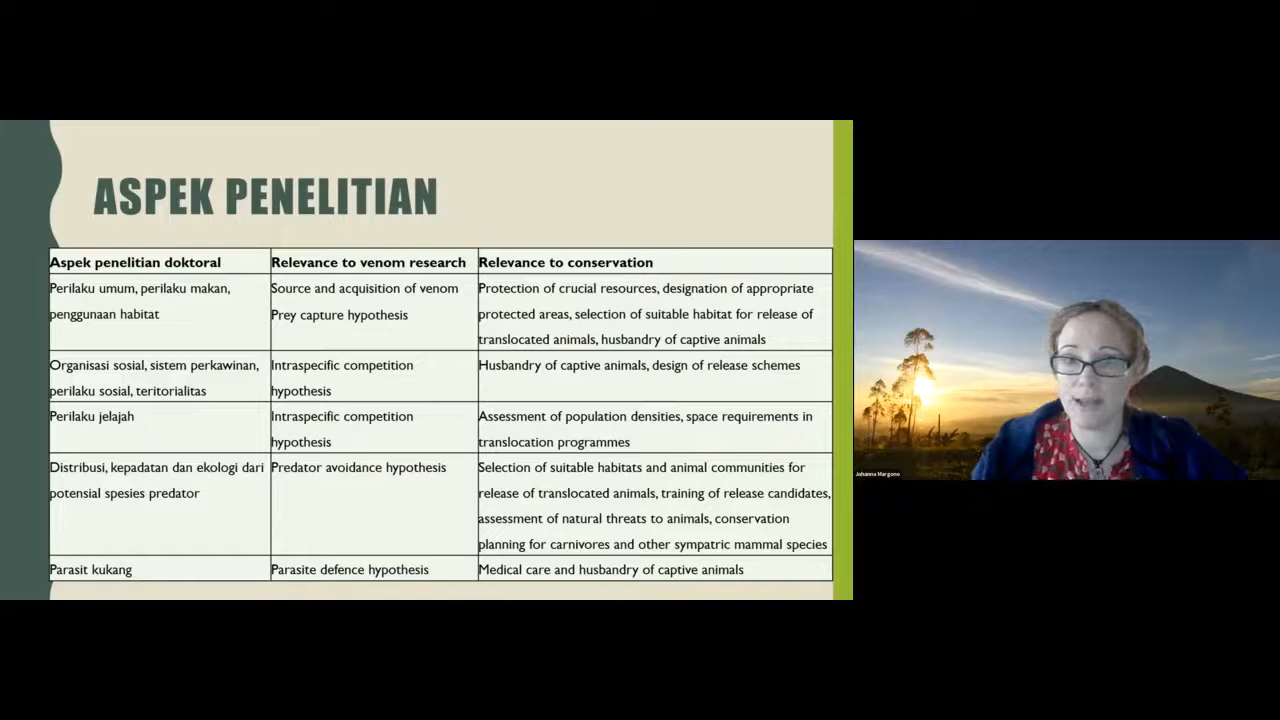 ASPEK PENELITIAN
Aspek penelitian doktoral
Relevance to venom research
Relevance to conservation
Perilaku umum, perilaku makan,
penggunaan habitat
Source and acquisition of venom
Prey capture hypothesis
Protection of crucial resources, designation of appropriate
protected areas, selection of suitable habitat for release of
translocated animals, husbandry of captive animals
Organisasi sosial, sistem perkawinan,
perilaku sosial, teritorialitas
Intraspecific competition
hypothesis
Husbandry of captive animals, design of release schemes
Perilaku jelajah
Intraspecific competition
hypothesis
Assessment of population densities, space requirements in
translocation programmes
Distribusi, kepadatan dan ekologi dari
potensial spesies predator
Predator avoidance hypothesis
Selection of suitable habitats and animal communities for
release of translocated animals, training of release candidates,
assessment of natural threats to animals, conservation
planning for carnivores and other sympatric mammal species
Parasit kukang
Parasite defence hypothesis
Medical care and husbandry of captive animals
Johanna Margono